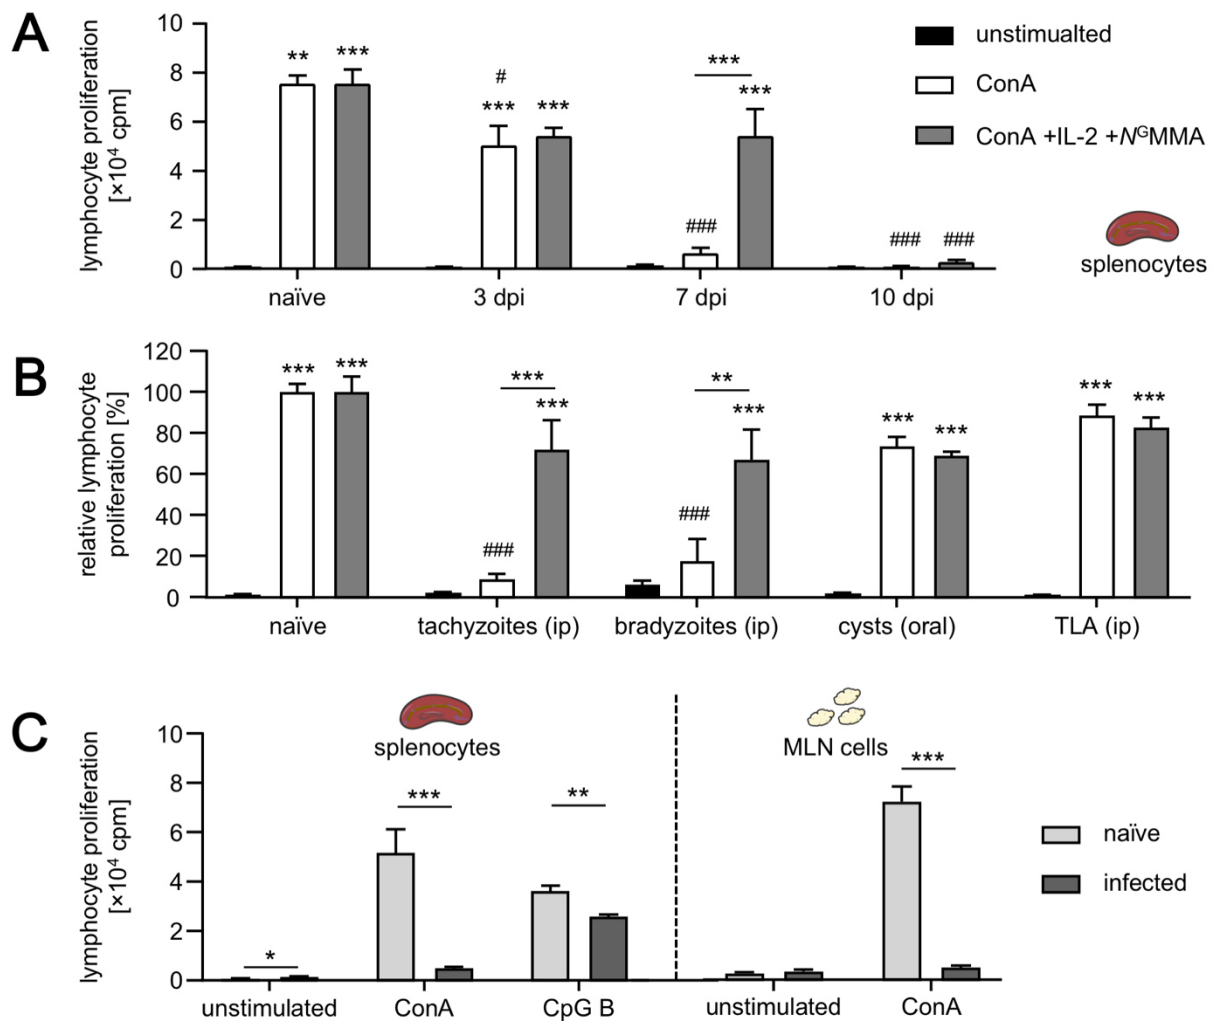 A
lymphocyte proliferation
[×10⁴ cpm]
10
8
6
4
2
0
**
***
#
***
***
***
***
###
###
###
naïve
3 dpi
7 dpi
10 dpi
unstimualted
ConA
ConA +IL-2 +NᴳMMA
splenocytes
B
relative lymphocyte
proliferation [%]
120
100
80
60
40
20
0
***
***
***
***
###
**
***
###
***
***
***
***
naïve
tachyzoites (ip)
bradyzoites (ip)
cysts (oral)
TLA (ip)
C
lymphocyte proliferation
[×10⁴ cpm]
10
8
6
4
2
0
splenocytes
MLN cells
*
***
**
***
unstimulated
ConA
CpG B
unstimulated
ConA
naïve
infected